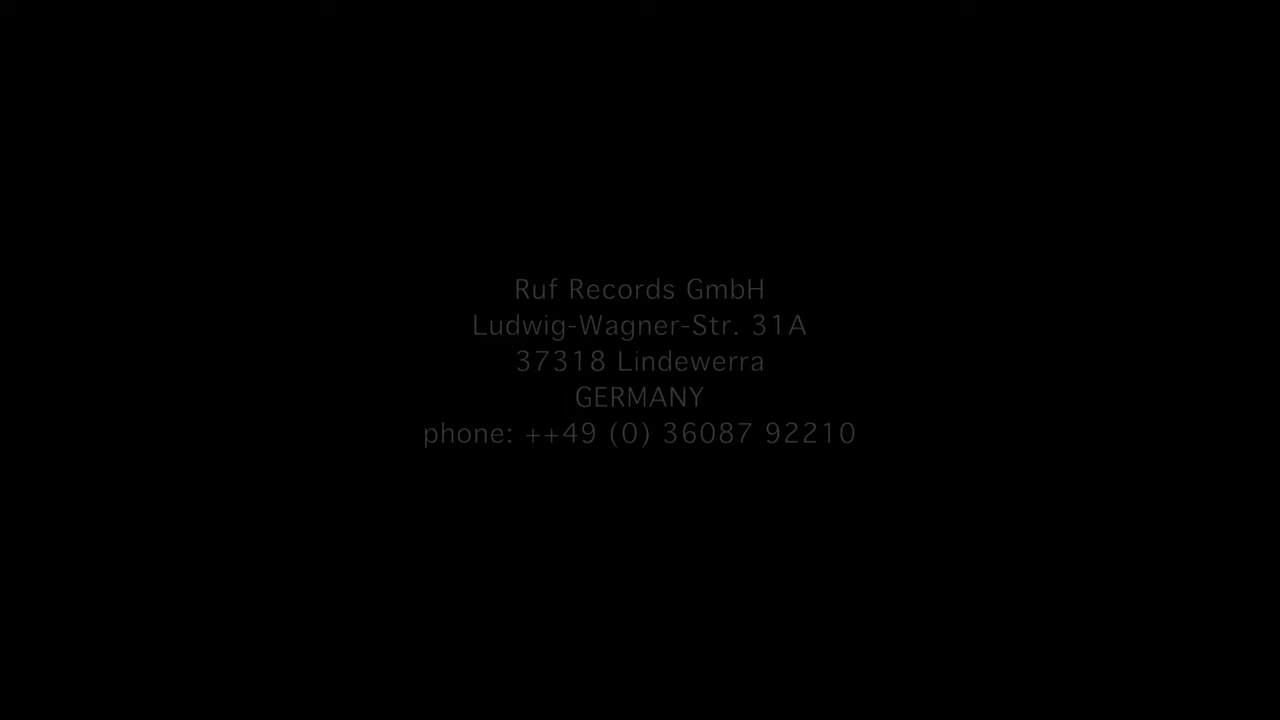 Ruf Records GmbH
Ludwig-Wagner-Str. 31A
37318 Lindewerra
GERMANY
phone: ++49 (0) 36087 92210